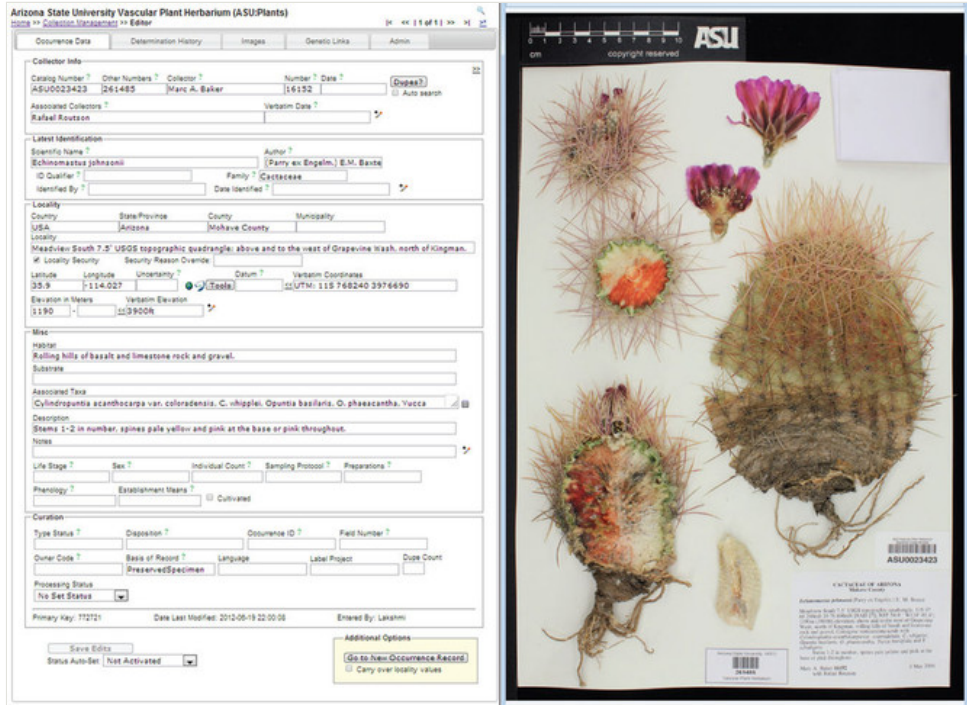 Arizona State University Vascular Plant Herbarium (ASU:Plants)
Home >> Collection Management >> Editor
|< << | 1 of 1 | >> >|
Occurrence Data Determination History Images Genetic Links Admin
Collector Info
Catalog Number ? Other Numbers ? Collector ? Number ? Date ?
ASU0023423 261485 Marc A. Baker 16152 Dupes?
Auto search
Associated Collectors ? Verbatim Date ?
Rafael Routson
Latest Identification
Scientific Name ? Author ?
Echinomastus johnsonii (Parry ex Engelm.) E.M. Baxte
ID Qualifier ? Family ? Cactaceae
Identified By ? Date Identified ?
Locality
Country State/Province County Municipality
USA Arizona Mohave County
Locality
Meadview South 7.5' USGS topographic quadrangle: above and to the west of Grapevine Wash, north of Kingman.
Locality Security Security Reason Override:
Latitude Longitude Uncertainty ? Datum ? Verbatim Coordinates
35.9 -114.027 Tools << UTM: 11S 768240 3976690
Elevation in Meters Verbatim Elevation
1190 - << 3900ft
Misc
Habitat
Rolling hills of basalt and limestone rock and gravel.
Substrate
Associated Taxa
Cylindropuntia acanthocarpa var. coloradensis, C. whipplei, Opuntia basilaris, O. phaeacantha, Yucca
Description
Stems 1-2 in number, spines pale yellow and pink at the base or pink throughout.
Notes
Life Stage ? Sex ? Individual Count ? Sampling Protocol ? Preparations ?
Phenology ? Establishment Means ? Cultivated
Curation
Type Status ? Disposition ? Occurrence ID ? Field Number ?
Owner Code ? Basis of Record ? Language Label Project Dupe Count
PreservedSpecimen
Processing Status
No Set Status
Primary Key: 772721 Date Last Modified: 2012-06-19 22:00:08 Entered By: Lakshmi
Save Edits
Status Auto-Set: Not Activated
Additional Options
Go to New Occurrence Record
Carry over locality values
0 1 2 3 4 5 6 7 8 9 10
cm copyright reserved
ASU
ASU0023423
CACTACEAE OF ARIZONA
Mohave County